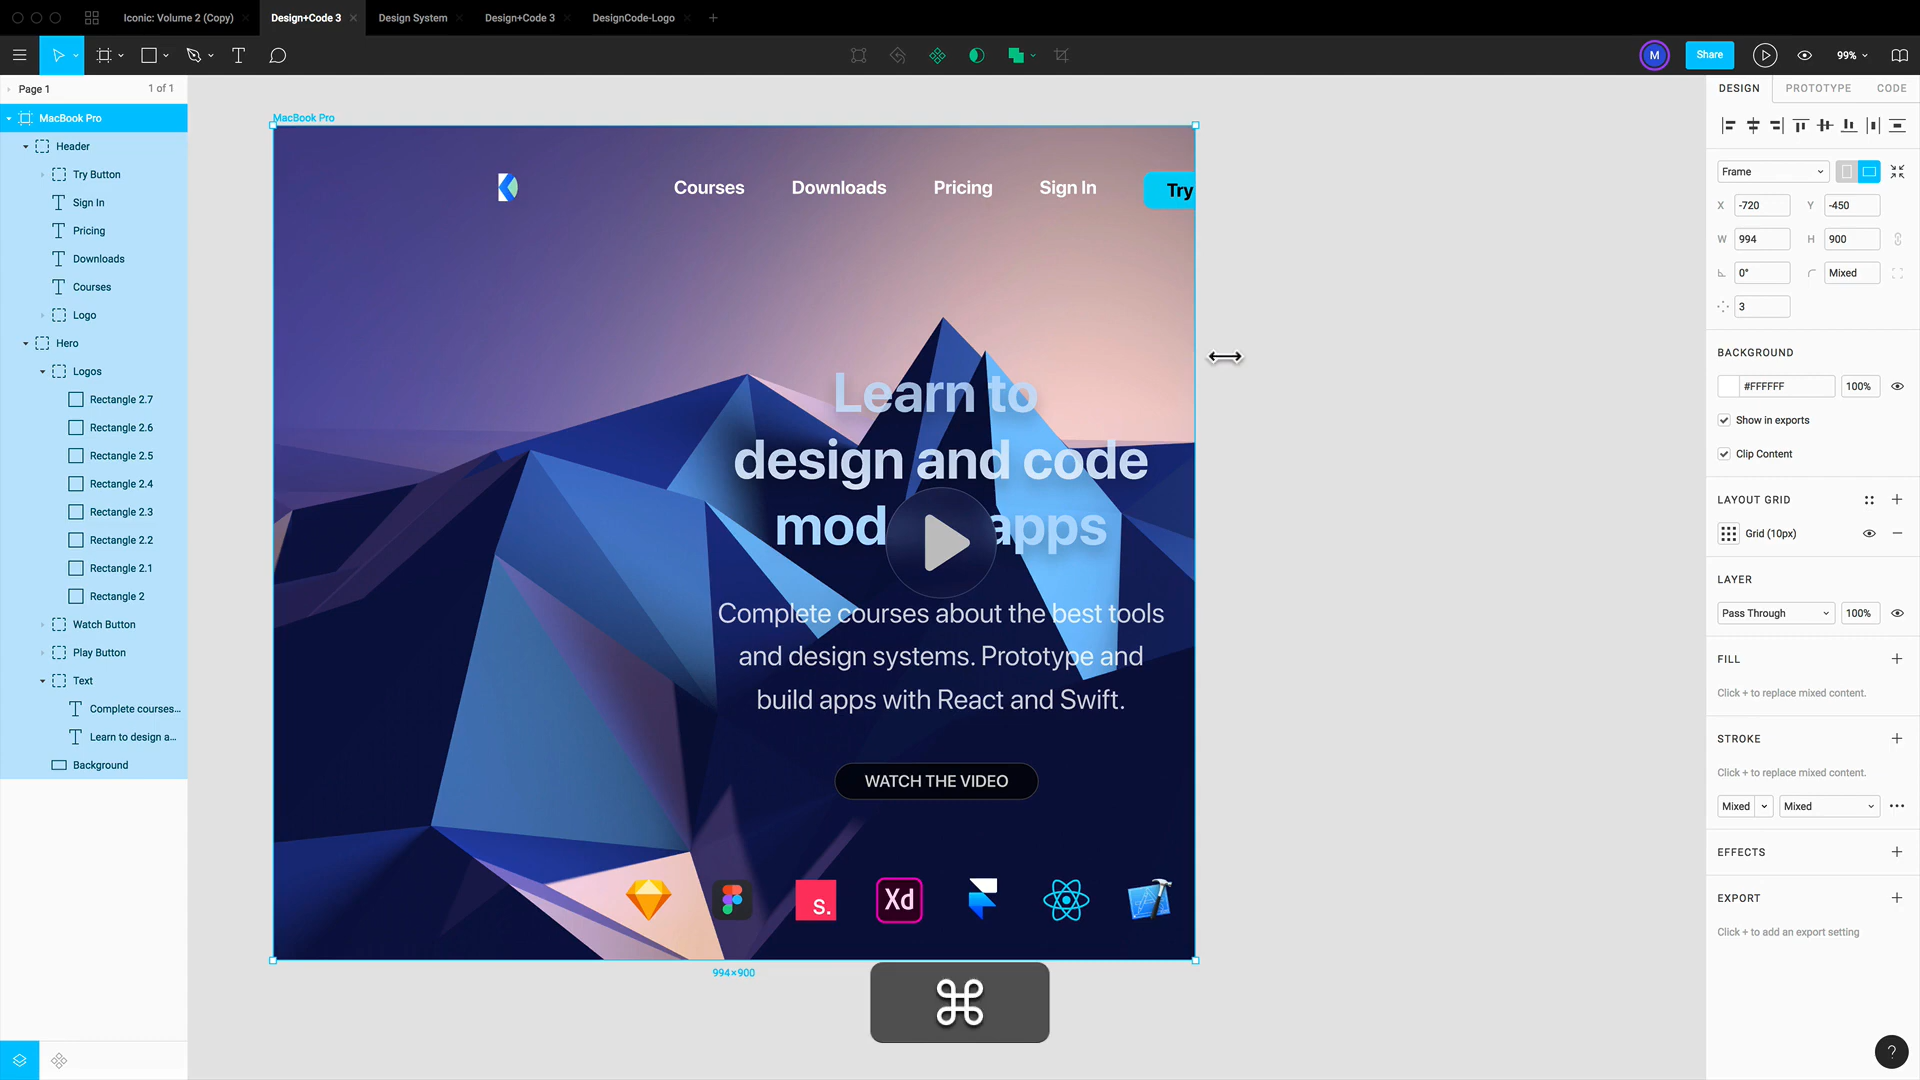 Iconic: Volume 2 (Copy)
Design+Code 3
Design System
Design+Code 3
DesignCode-Logo
M
Share
99%
Page 1
1 of 1
MacBook Pro
Header
Try Button
Sign In
Pricing
Downloads
Courses
Logo
Hero
Logos
Rectangle 2.7
Rectangle 2.6
Rectangle 2.5
Rectangle 2.4
Rectangle 2.3
Rectangle 2.2
Rectangle 2.1
Rectangle 2
Watch Button
Play Button
Text
Complete courses...
Learn to design a...
Background
MacBook Pro
Courses
Downloads
Pricing
Sign In
Try
Learn to
design and code
mod apps
Complete courses about the best tools
and design systems. Prototype and
build apps with React and Swift.
WATCH THE VIDEO
s.
Xd
994×900
⌘
DESIGN
PROTOTYPE
CODE
Frame
X -720
Y -450
W 994
H 900
0°
Mixed
3
BACKGROUND
#FFFFFF
100%
Show in exports
Clip Content
LAYOUT GRID
Grid (10px)
LAYER
Pass Through
100%
FILL
Click + to replace mixed content.
STROKE
Click + to replace mixed content.
Mixed
Mixed
EFFECTS
EXPORT
Click + to add an export setting
?